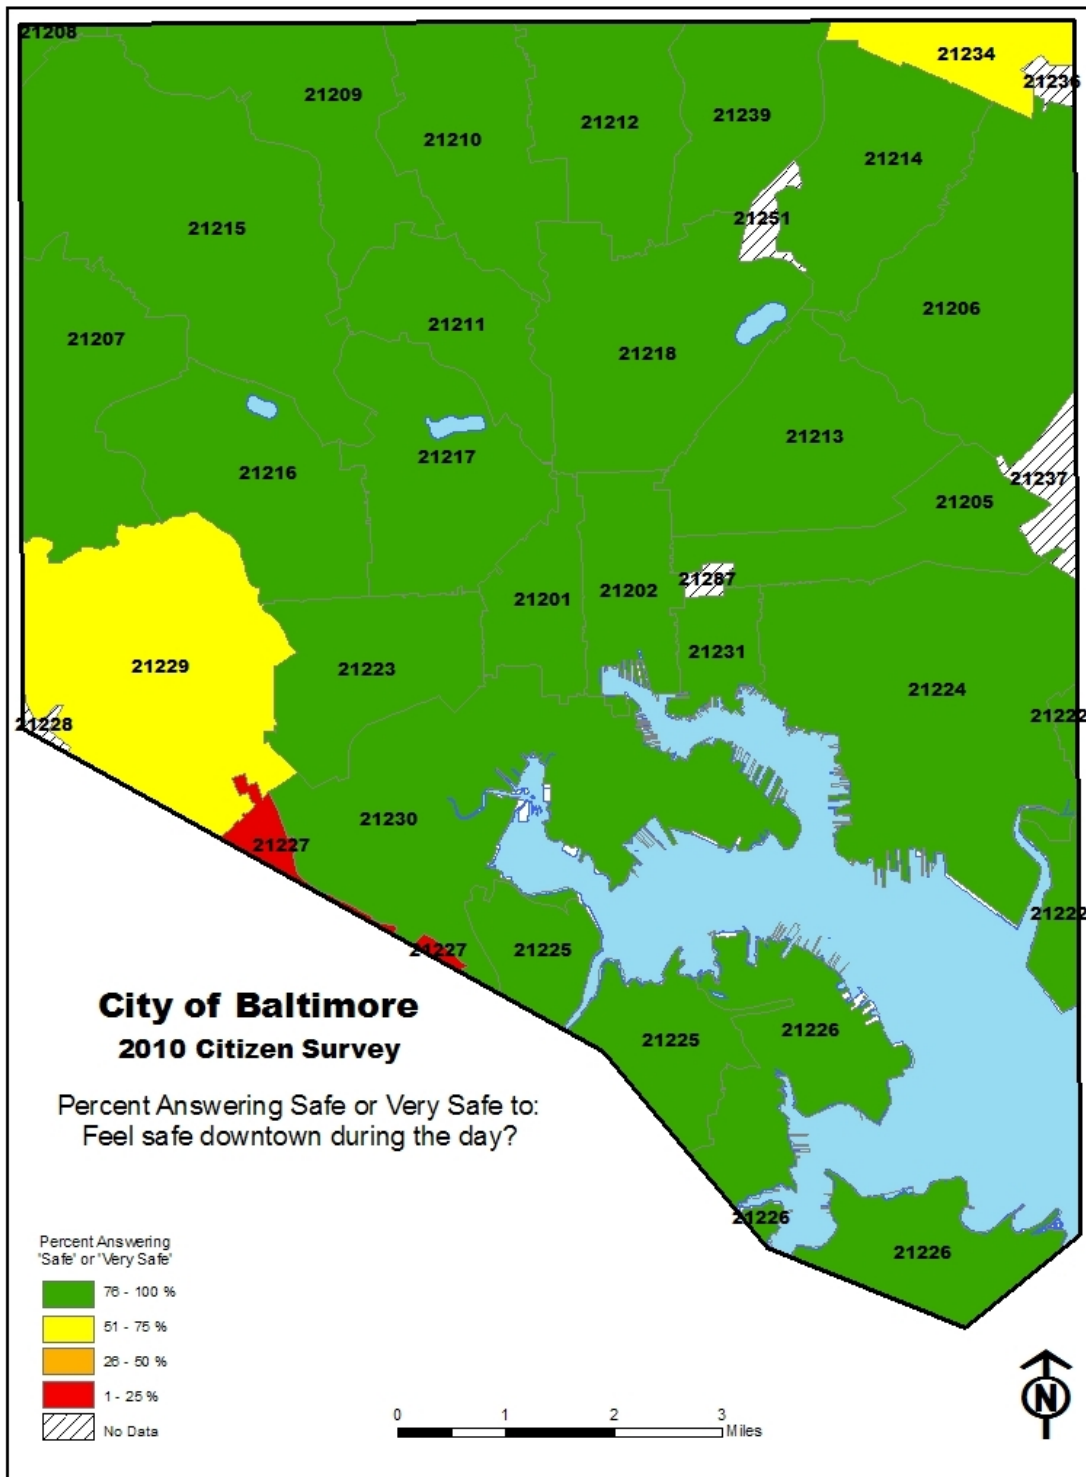 21208
21234
21236
21209
21212
21239
21210
21214
21251
21215
21206
21207
21211
21218
21213
21217
21216
21237
21205
21287
21202
21201
21231
21229
21223
21224
21222
21228
21230
21227
21222
21227
21225
City of Baltimore
2010 Citizen Survey
21226
21225
Percent Answering Safe or Very Safe to:
Feel safe downtown during the day?
21226
21226
Percent Answering
'Safe' or 'Very Safe'
76 - 100 %
51 - 75 %
26 - 50 %
1 - 25 %
No Data
0 1 2 3
Miles
N